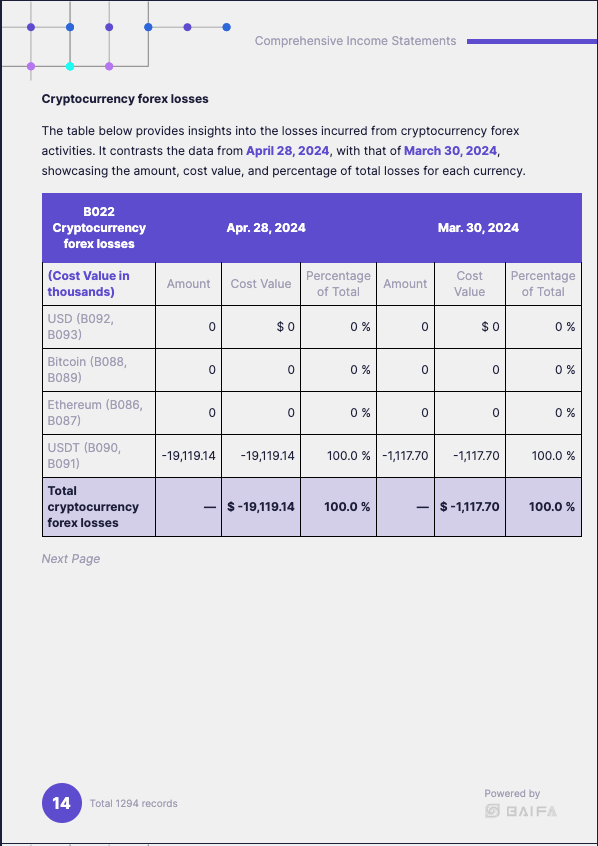 Comprehensive Income Statements
Cryptocurrency forex losses
The table below provides insights into the losses incurred from cryptocurrency forex
activities. It contrasts the data from April 28, 2024, with that of March 30, 2024,
showcasing the amount, cost value, and percentage of total losses for each currency.
B022
Cryptocurrency
forex losses
Apr. 28, 2024
Mar. 30, 2024
(Cost Value in
thousands)
Amount
Cost Value
Percentage
of Total
Amount
Cost
Value
Percentage
of Total
USD (B092,
B093)
0
$ 0
0 %
0
$ 0
0 %
Bitcoin (B088,
B089)
0
0
0 %
0
0
0 %
Ethereum (B086,
B087)
0
0
0 %
0
0
0 %
USDT (B090,
B091)
-19,119.14
-19,119.14
100.0 %
-1,117.70
-1,117.70
100.0 %
Total
cryptocurrency
forex losses
—
$ -19,119.14
100.0 %
—
$ -1,117.70
100.0 %
Next Page
14
Total 1294 records
Powered by
BAIFA